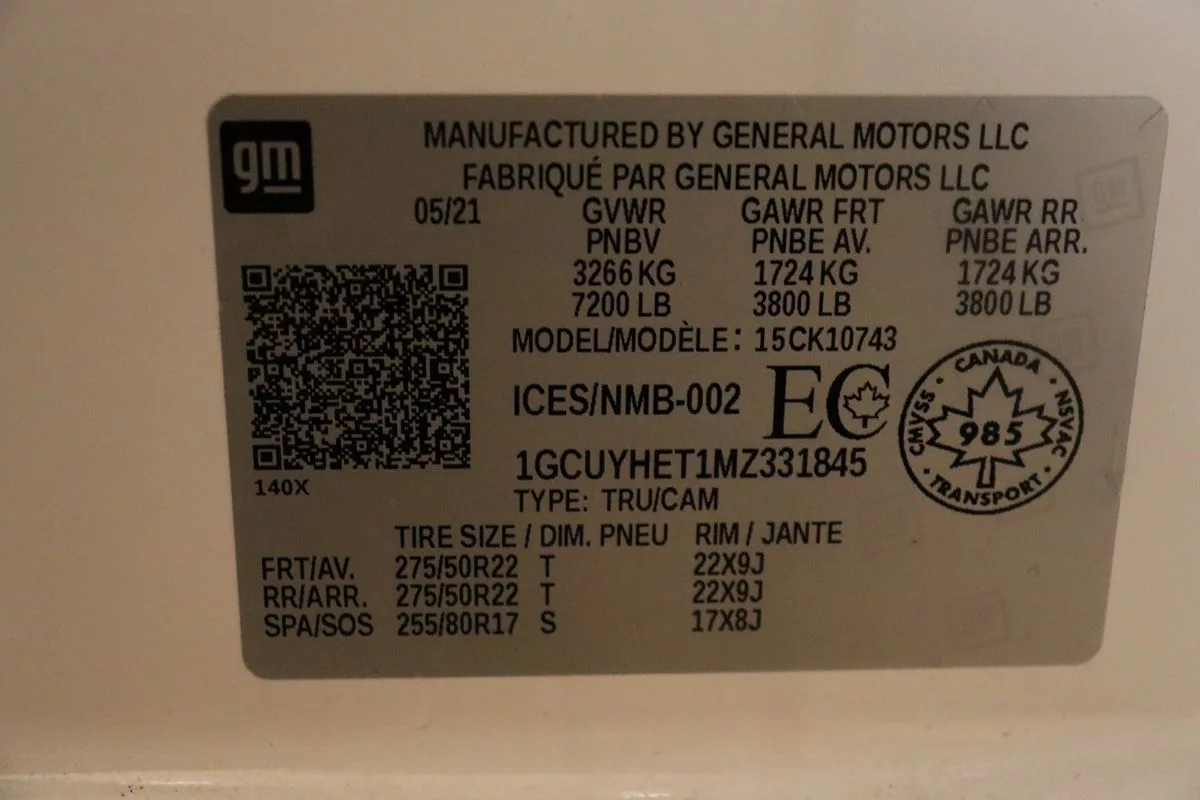 gm
MANUFACTURED BY GENERAL MOTORS LLC
FABRIQUÉ PAR GENERAL MOTORS LLC
05/21 GVWR GAWR FRT GAWR RR
PNBV PNBE AV. PNBE ARR.
3266 KG 1724 KG 1724 KG
7200 LB 3800 LB 3800 LB
MODEL/MODÈLE: 15CK10743
ICES/NMB-002 EC
CANADA
CMVSS 985 NSVAC
TRANSPORT
1GCUYHET1MZ331845
140X
TYPE: TRU/CAM
TIRE SIZE / DIM. PNEU RIM / JANTE
FRT/AV. 275/50R22 T 22X9J
RR/ARR. 275/50R22 T 22X9J
SPA/SOS 255/80R17 S 17X8J